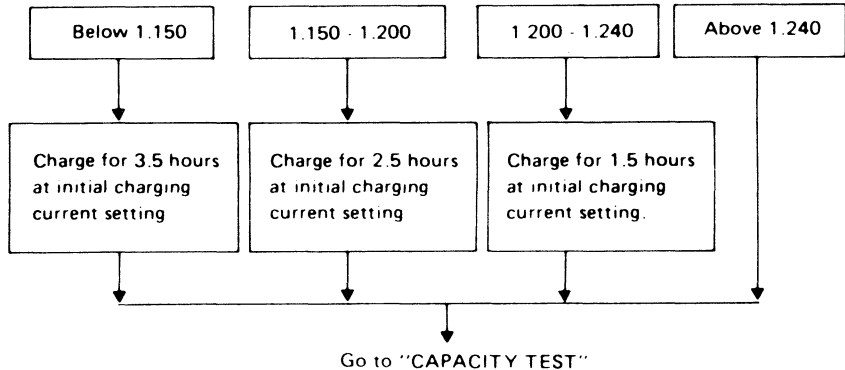 Below 1.150
1.150 - 1.200
1 200 - 1.240
Above 1.240
Charge for 3.5 hours
at initial charging
current setting
Charge for 2.5 hours
at initial charging
current setting
Charge for 1.5 hours
at initial charging
current setting.
Go to "CAPACITY TEST"